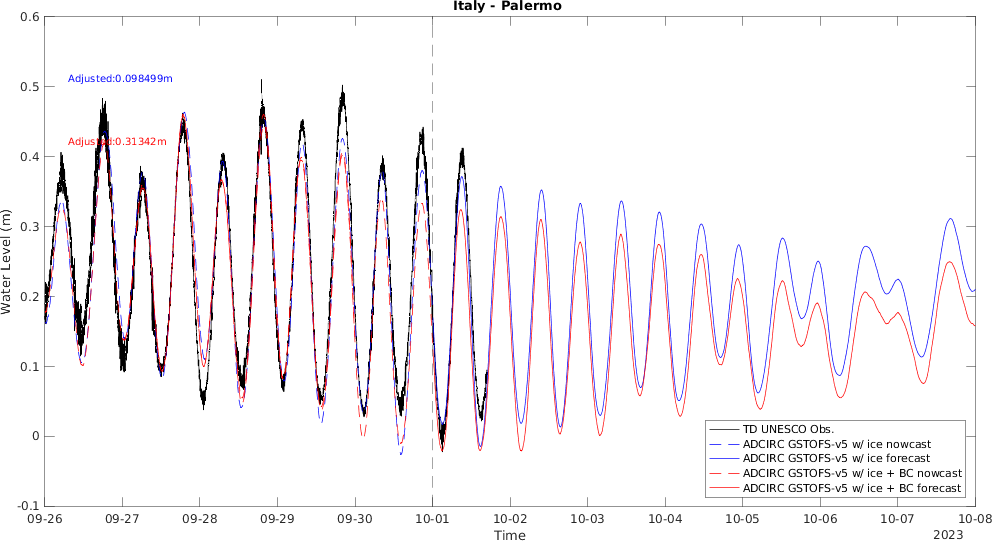 Italy - Palermo
0.6
0.5
0.4
0.3
0.2
0.1
0
-0.1
Water Level (m)
Adjusted:0.098499m
Adjusted:0.31342m
TD UNESCO Obs.
ADCIRC GSTOFS-v5 w/ ice nowcast
ADCIRC GSTOFS-v5 w/ ice forecast
ADCIRC GSTOFS-v5 w/ ice + BC nowcast
ADCIRC GSTOFS-v5 w/ ice + BC forecast
09-26 09-27 09-28 09-29 09-30 10-01 10-02 10-03 10-04 10-05 10-06 10-07 10-08
Time
2023